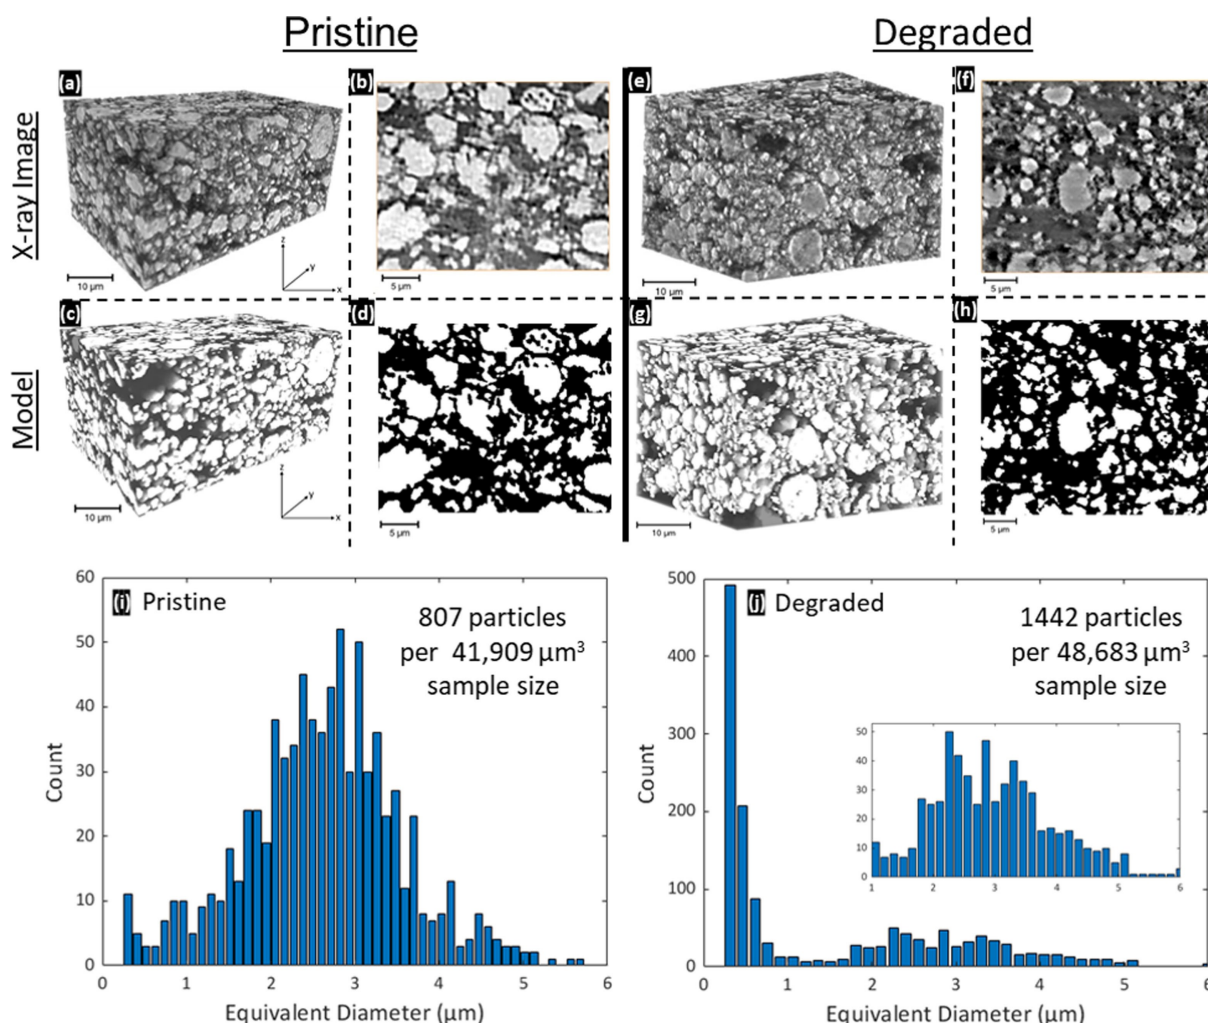 Pristine
Degraded
X-ray Image
(a)
(b)
(e)
(f)
z
y
x
10 μm
5 μm
10 μm
5 μm
Model
(c)
(d)
(g)
(h)
z
y
x
10 μm
5 μm
10 μm
5 μm
(i) Pristine
807 particles
per 41,909 μm³
sample size
Count
60
50
40
30
20
10
0
0 1 2 3 4 5 6
Equivalent Diameter (μm)
(j) Degraded
1442 particles
per 48,683 μm³
sample size
Count
500
400
300
200
100
0
50
40
30
20
10
0
1 2 3 4 5 6
0 1 2 3 4 5 6
Equivalent Diameter (μm)